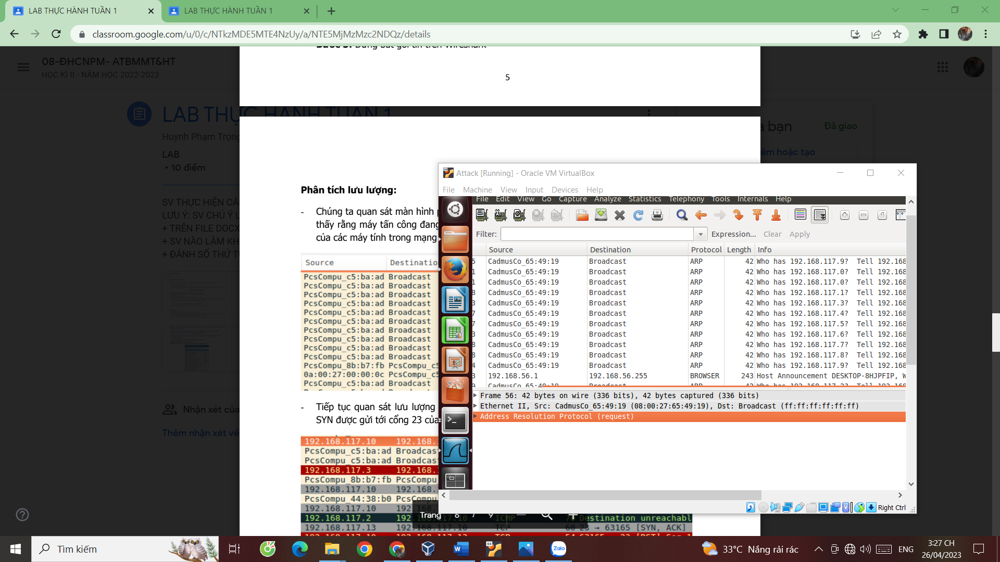 LAB THỰC HÀNH TUẦN 1
LAB THỰC HÀNH TUẦN 1
classroom.google.com/u/0/c/NTkzMDE5MTE4NzUy/a/NTE5MjMzMzc2NDQz/details
08-ĐHCNPM- ATBMMT&HT
HỌC KÌ II - NĂM HỌC 2022-2023
5
LAB THỰC HÀNH TUẦN 1
a bạn
Đã giao
Huynh Phạm Trọng
LAB
• 10 điểm
êm hoặc tạo
SV THỰC HIỆN CÁ
LƯU Ý: SV CHÚ Ý L
+ TRÊN FILE DOCX
+ SV NÀO LÀM KH
+ ĐÁNH SỐ THỨ T
Nhận xét của
Thêm nhận xét về
Phân tích lưu lượng:
- Chúng ta quan sát màn hình
thấy rằng máy tấn công đang
của các máy tính trong mạng
Source Destinatio
PcsCompu_c5:ba:ad Broadcast
PcsCompu_c5:ba:ad Broadcast
PcsCompu_c5:ba:ad Broadcast
PcsCompu_c5:ba:ad Broadcast
PcsCompu_c5:ba:ad Broadcast
PcsCompu_c5:ba:ad Broadcast
PcsCompu_c5:ba:ad Broadcast
PcsCompu_c5:ba:ad Broadcast
PcsCompu_c5:ba:ad Broadcast
PcsCompu_c5:ba:ad Broadcast
PcsCompu_8b:b7:fb PcsCompu_c5
0a:00:27:00:00:0c PcsCompu_c5
PcsCompu_c5:ba:ad Broadcast
- Tiếp tục quan sát lưu lượng
SYN được gửi tới cổng 23 của
192.168.117.10 192.168.
PcsCompu_c5:ba:ad Broadcas
PcsCompu_c5:ba:ad Broadcas
192.168.117.3 192.168.
PcsCompu_8b:b7:fb PcsCompu
192.168.117.10 192.168.
PcsCompu_44:38:b0 PcsCompu
192.168.117.10 192.168.
192.168.117.2 192.168.117.10 ICMP 70 Destination unreachabl
192.168.117.13 192.168.117.10 TCP 60 23 → 63165 [SYN, ACK]
Trang 6 / 9
Attack [Running] - Oracle VM VirtualBox
File Machine View Input Devices Help
File Edit View Go Capture Analyze Statistics Telephony Tools Internals Help
Filter: Expression... Clear Apply
Source Destination Protocol Length Info
5 CadmusCo_65:49:19 Broadcast ARP 42 Who has 192.168.117.9? Tell 192.168
1 CadmusCo_65:49:19 Broadcast ARP 42 Who has 192.168.117.0? Tell 192.168
1 CadmusCo_65:49:19 Broadcast ARP 42 Who has 192.168.117.0? Tell 192.168
8 CadmusCo_65:49:19 Broadcast ARP 42 Who has 192.168.117.1? Tell 192.168
3 CadmusCo_65:49:19 Broadcast ARP 42 Who has 192.168.117.3? Tell 192.168
7 CadmusCo_65:49:19 Broadcast ARP 42 Who has 192.168.117.4? Tell 192.168
7 CadmusCo_65:49:19 Broadcast ARP 42 Who has 192.168.117.5? Tell 192.168
3 CadmusCo_65:49:19 Broadcast ARP 42 Who has 192.168.117.6? Tell 192.168
8 CadmusCo_65:49:19 Broadcast ARP 42 Who has 192.168.117.7? Tell 192.168
8 CadmusCo_65:49:19 Broadcast ARP 42 Who has 192.168.117.8? Tell 192.168
4 CadmusCo_65:49:19 Broadcast ARP 42 Who has 192.168.117.9? Tell 192.168
3 192.168.56.1 192.168.56.255 BROWSER 243 Host Announcement DESKTOP-8HJPFIP, W
Frame 56: 42 bytes on wire (336 bits), 42 bytes captured (336 bits)
Ethernet II, Src: CadmusCo_65:49:19 (08:00:27:65:49:19), Dst: Broadcast (ff:ff:ff:ff:ff:ff)
Address Resolution Protocol (request)
Right Ctrl
Tìm kiếm
Zalo
33°C Nắng rải rác
ENG
3:27 CH
26/04/2023